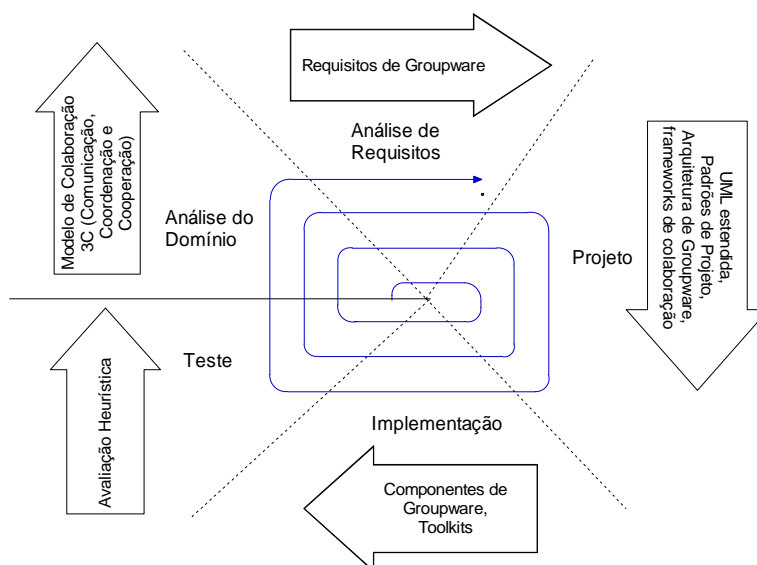 Requisitos de Groupware
Modelo de Colaboração
3C (Comunicação,
Coordenação e
Cooperação)
Análise de
Requisitos
Análise do
Domínio
Projeto
UML estendida,
Padrões de Projeto,
Arquitetura de Groupware,
frameworks de colaboração
Teste
Avaliação Heurística
Implementação
Componentes de
Groupware,
Toolkits